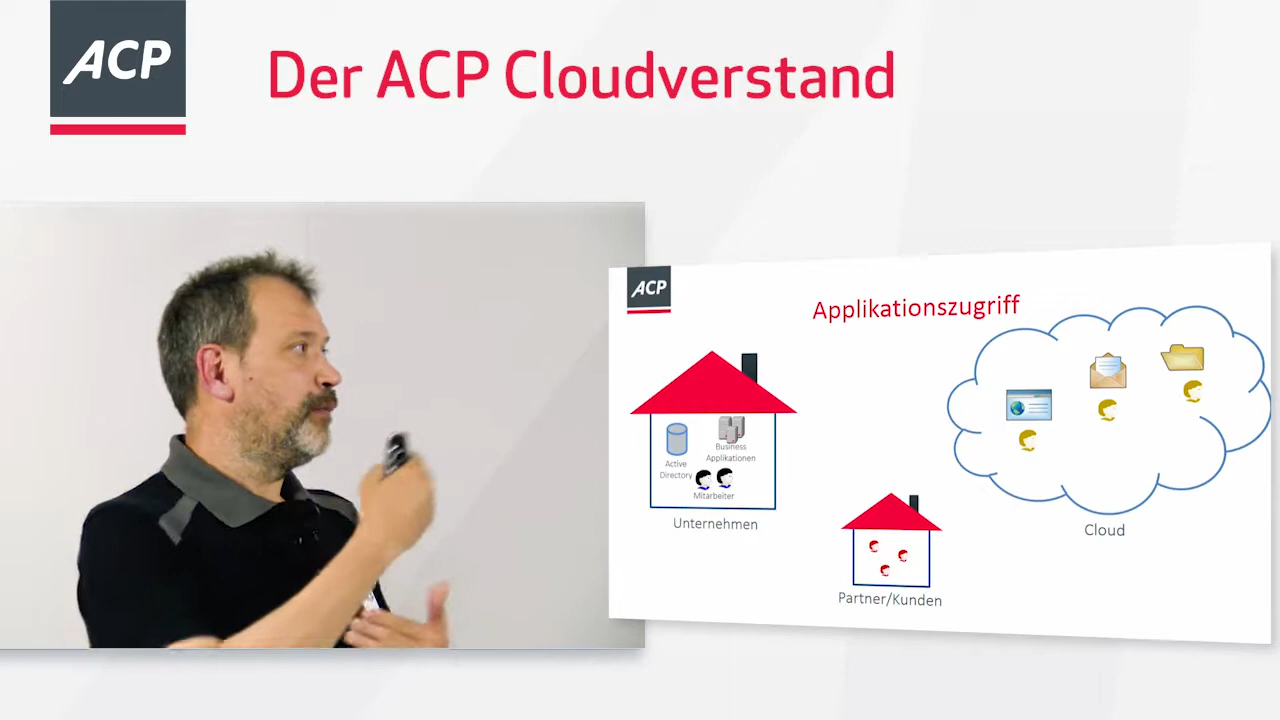 ACP
Der ACP Cloudverstand
ACP
Applikationszugriff
Active
Directory
Business
Applikationen
Mitarbeiter
Unternehmen
Partner/Kunden
Cloud